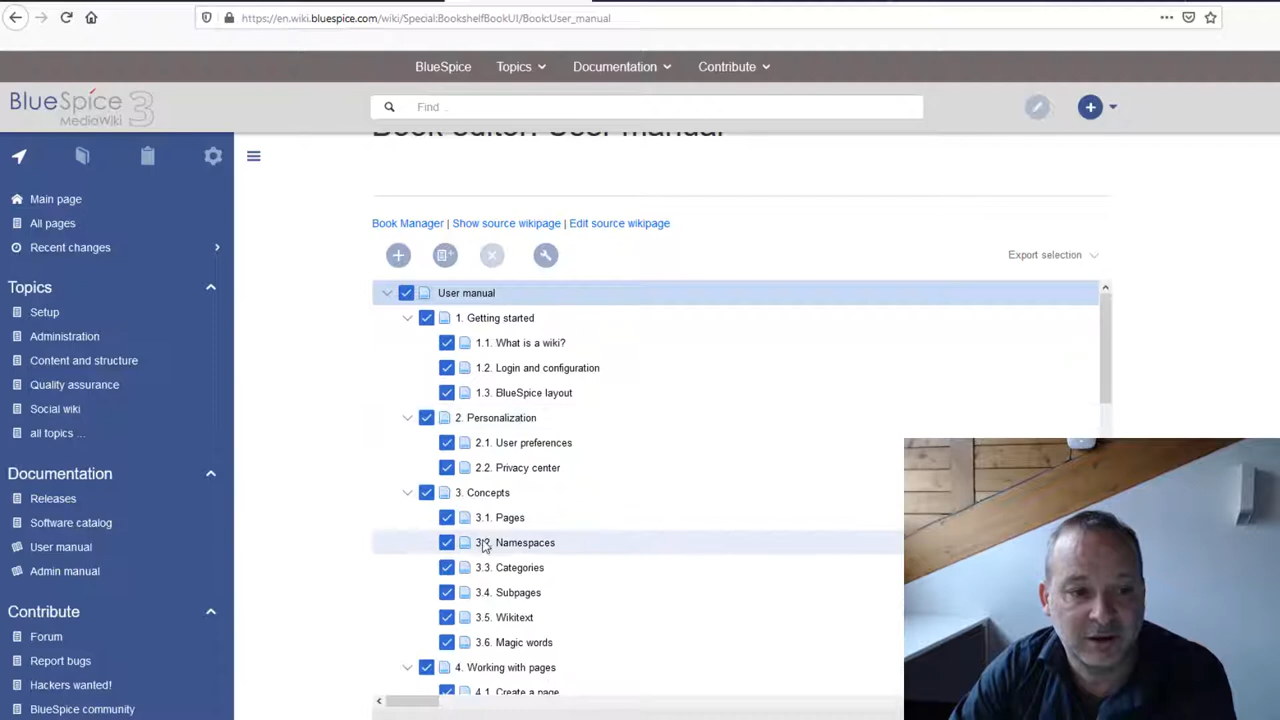 https://en.wiki.bluespice.com/wiki/Special:BookshelfBookUI/Book:User_manual
BlueSpice Topics Documentation Contribute
BlueSpice 3
MediaWiki
Find ..
Book editor: User manual
Main page
All pages
Recent changes
Topics
Setup
Administration
Content and structure
Quality assurance
Social wiki
all topics ...
Documentation
Releases
Software catalog
User manual
Admin manual
Contribute
Forum
Report bugs
Hackers wanted!
BlueSpice community
Book Manager | Show source wikipage | Edit source wikipage
Export selection
User manual
1. Getting started
1.1. What is a wiki?
1.2. Login and configuration
1.3. BlueSpice layout
2. Personalization
2.1. User preferences
2.2. Privacy center
3. Concepts
3.1. Pages
3.2. Namespaces
3.3. Categories
3.4. Subpages
3.5. Wikitext
3.6. Magic words
4. Working with pages
4.1. Create a page